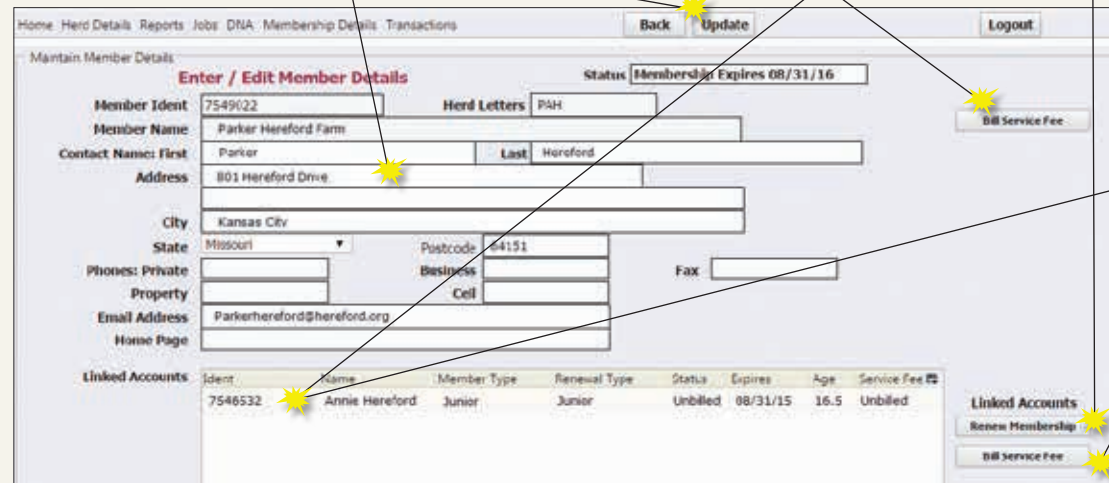 Home Herd Details Reports Jobs DNA Membership Details Transactions Back Update Logout
Maintain Member Details
Enter / Edit Member Details Status Membership Expires 08/31/16
Member Ident 7549022 Herd Letters PAH
Bill Service Fee
Member Name Parker Hereford Farm
Contact Name: First Parker Last Hereford
Address 801 Hereford Drive
City Kansas City
State Missouri Postcode 64151
Phones: Private Business Fax
Property Cell
Email Address Parkerhereford@hereford.org
Home Page
Linked Accounts Ident Name Member Type Renewal Type Status Expires Age Service Fee
7546532 Annie Hereford Junior Junior Unbilled 08/31/15 16.5 Unbilled
Linked Accounts
Renew Membership
Bill Service Fee